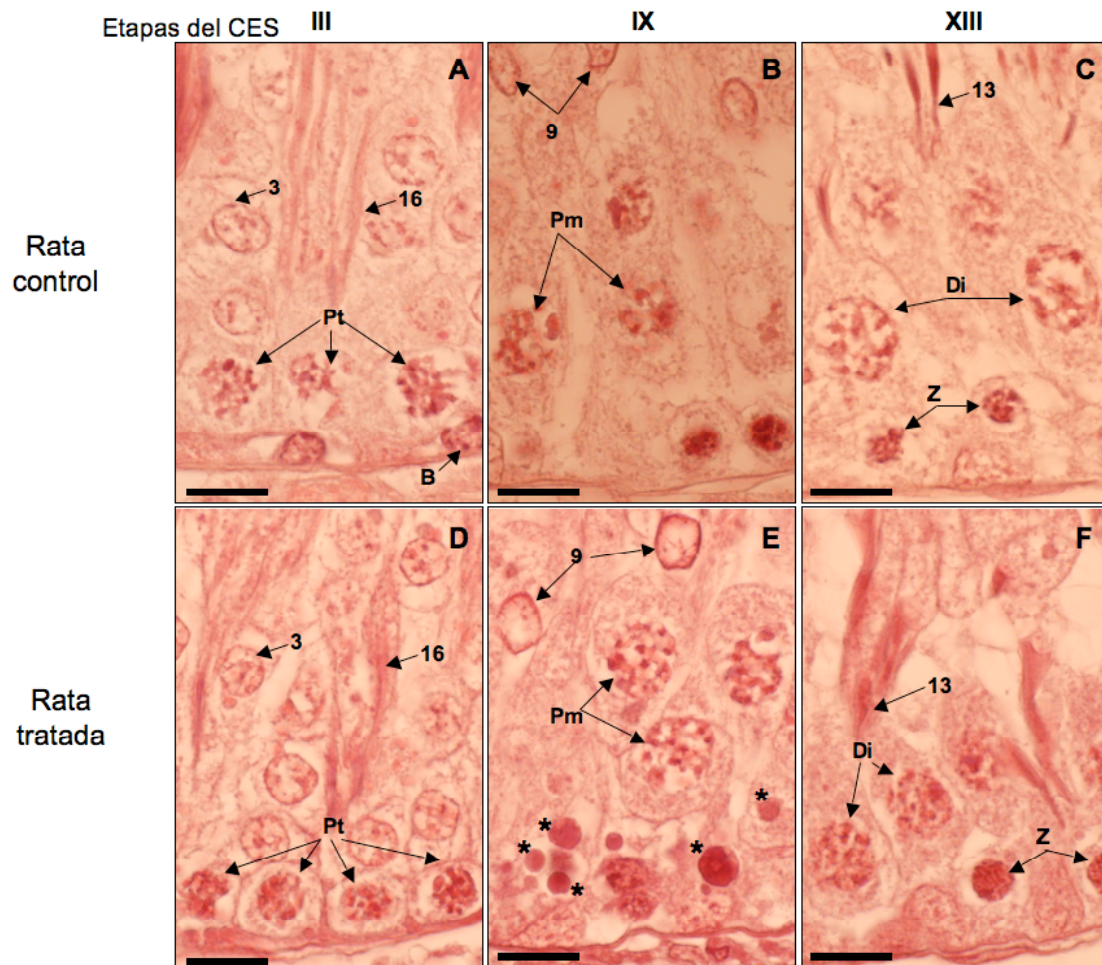 Etapas del CES III IX XIII
Rata
control
A
3
16
Pt
B
B
9
Pm
C
13
Di
Z
Rata
tratada
D
3
16
Pt
E
9
Pm
*
*
*
*
*
F
13
Di
Z